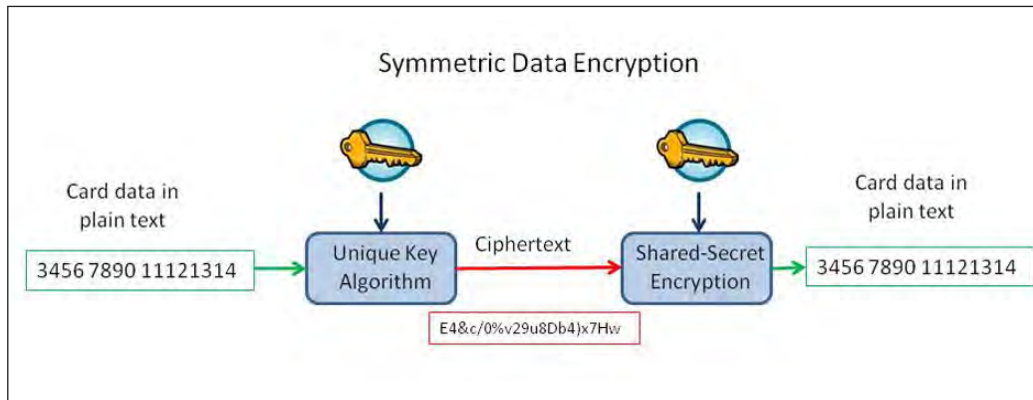 Symmetric Data Encryption
Card data in
plain text
3456 7890 11121314
Unique Key
Algorithm
Ciphertext
E4&c/0%v29u8Db4)x7Hw
Shared-Secret
Encryption
Card data in
plain text
3456 7890 11121314